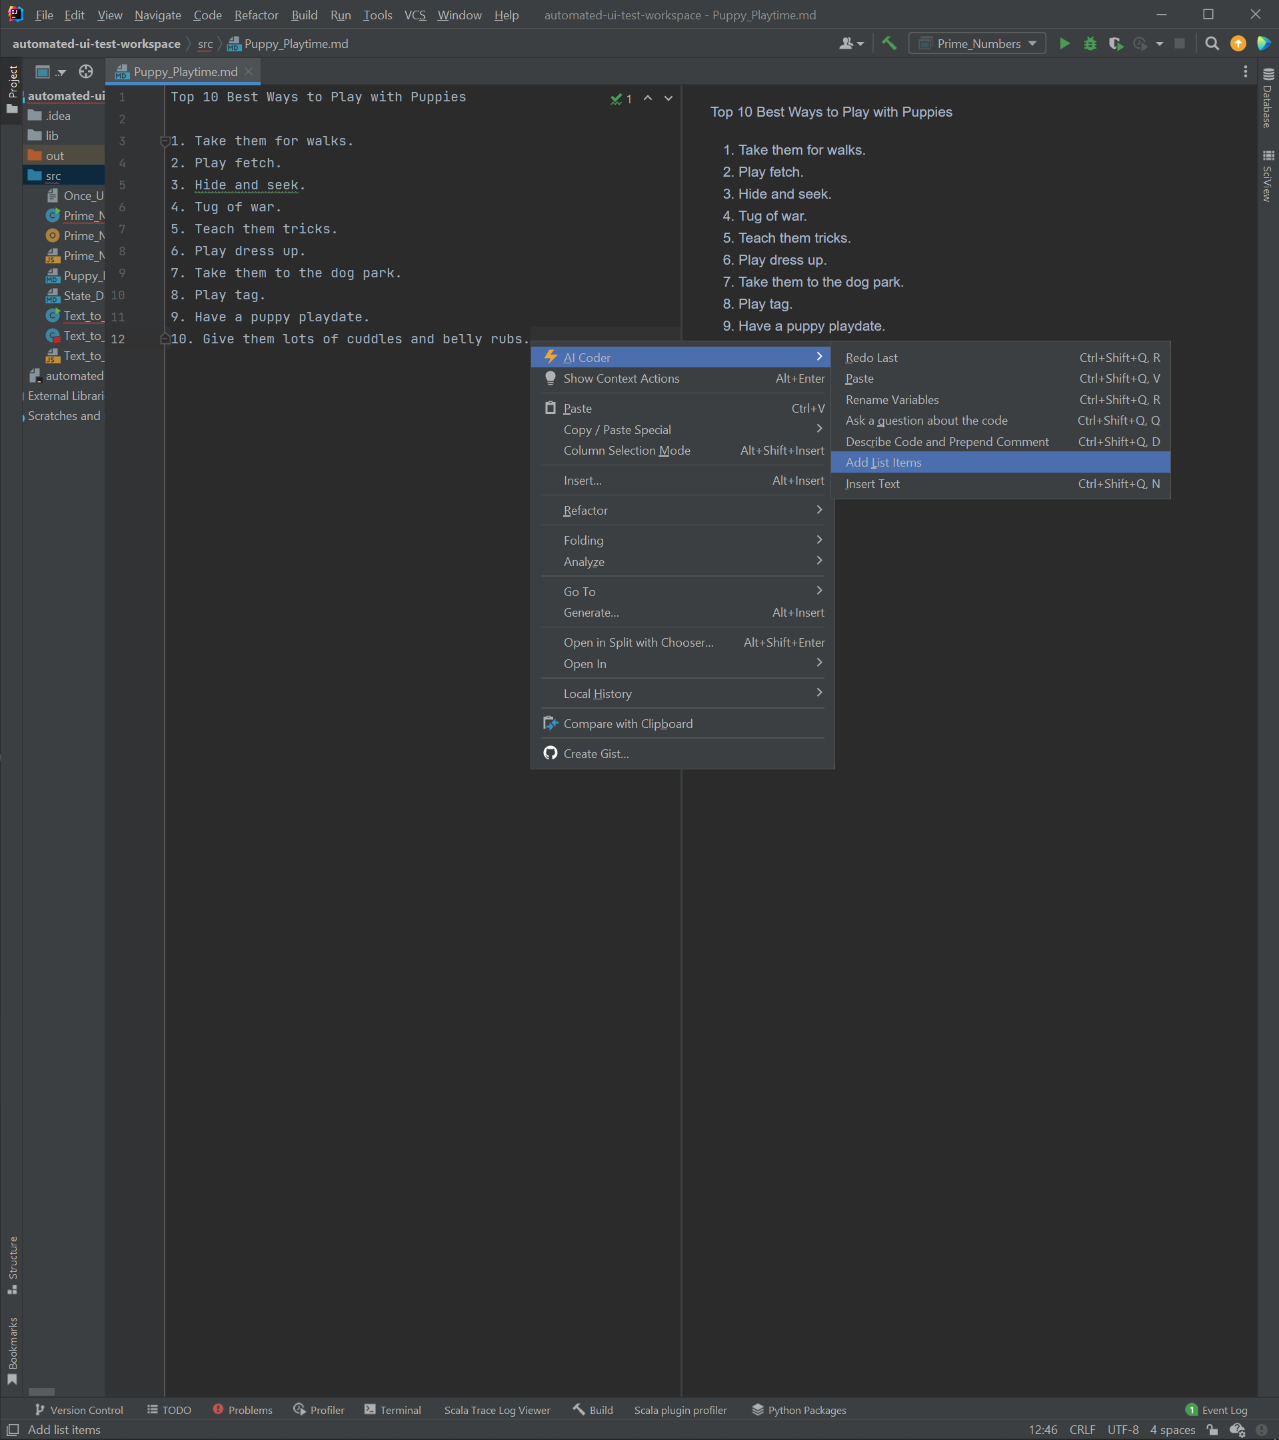 File Edit View Navigate Code Refactor Build Run Tools VCS Window Help automated-ui-test-workspace - Puppy_Playtime.md
automated-ui-test-workspace src Puppy_Playtime.md Prime_Numbers
Project
Puppy_Playtime.md
automated-ui
.idea
lib
out
src
Once_U
Prime_N
Prime_N
Prime_N
Puppy_
State_D
Text_to_
Text_to_
Text_to_
automated
External Librari
Scratches and
1 Top 10 Best Ways to Play with Puppies
2
3 1. Take them for walks.
4 2. Play fetch.
5 3. Hide and seek.
6 4. Tug of war.
7 5. Teach them tricks.
8 6. Play dress up.
9 7. Take them to the dog park.
10 8. Play tag.
11 9. Have a puppy playdate.
12 10. Give them lots of cuddles and belly rubs.
1
Top 10 Best Ways to Play with Puppies
1. Take them for walks.
2. Play fetch.
3. Hide and seek.
4. Tug of war.
5. Teach them tricks.
6. Play dress up.
7. Take them to the dog park.
8. Play tag.
9. Have a puppy playdate.
AI Coder
Show Context Actions Alt+Enter
Paste Ctrl+V
Copy / Paste Special
Column Selection Mode Alt+Shift+Insert
Insert... Alt+Insert
Refactor
Folding
Analyze
Go To
Generate... Alt+Insert
Open in Split with Chooser... Alt+Shift+Enter
Open In
Local History
Compare with Clipboard
Create Gist...
Redo Last Ctrl+Shift+Q, R
Paste Ctrl+Shift+Q, V
Rename Variables Ctrl+Shift+Q, R
Ask a question about the code Ctrl+Shift+Q, Q
Describe Code and Prepend Comment Ctrl+Shift+Q, D
Add List Items
Insert Text Ctrl+Shift+Q, N
Database
SciView
Structure
Bookmarks
Version Control TODO Problems Profiler Terminal Scala Trace Log Viewer Build Scala plugin profiler Python Packages 1 Event Log
Add list items 12:46 CRLF UTF-8 4 spaces